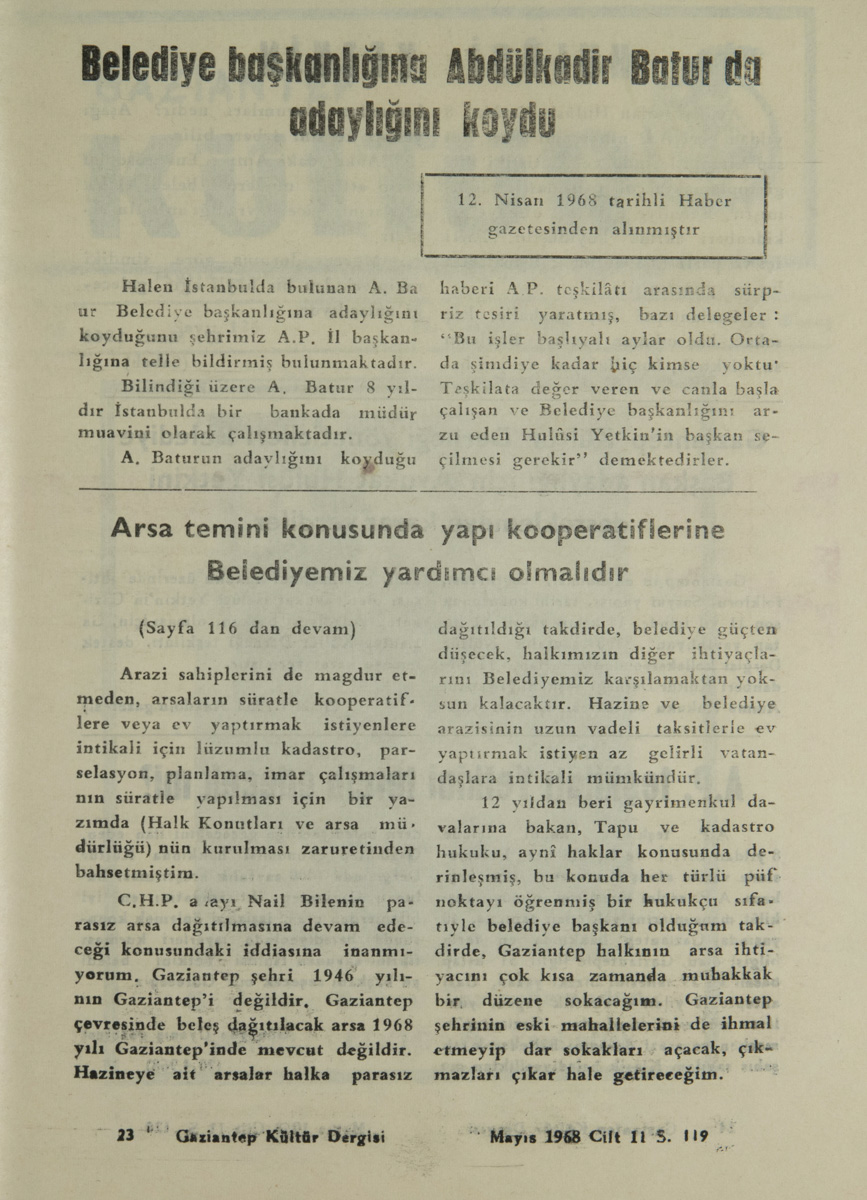 Belediye başkanlığına Abdülkadir Batur da
adaylığını koydu
12. Nisan 1968 tarihli Haber
gazetesinden alınmıştır
Halen İstanbulda bulunan A. Ba
ur Belediye başkanlığına adaylığını
koyduğunu şehrimiz A.P. İl başkan-
lığına telle bildirmiş bulunmaktadır.
Bilindiği üzere A. Batur 8 yıl-
dır İstanbulda bir bankada müdür
muavini olarak çalışmaktadır.
A. Baturun adaylığını koyduğu
haberi A P. teşkilâtı arasında sürp-
riz tesiri yaratmış, bazı delegeler :
“Bu işler başlıyalı aylar oldu. Orta-
da şimdiye kadar hiç kimse yoktu'
Teşkilata değer veren ve canla başla
çalışan ve Belediye başkanlığını ar-
zu eden Hulûsi Yetkin'in başkan se-
çilmesi gerekir” demektedirler.
Arsa temini konusunda yapı kooperatiflerine
Belediyemiz yardımcı olmalıdır
(Sayfa 116 dan devam)
Arazi sahiplerini de magdur et-
meden, arsaların süratle kooperatif-
lere veya ev yaptırmak istiyenlere
intikali için lüzumlu kadastro, par-
selasyon, planlama, imar çalışmaları
nın süratle yapılması için bir ya-
zımda (Halk Konutları ve arsa mü-
dürlüğü) nün kurulması zaruretinden
bahsetmiştim.
C.H.P. a ayı Nail Bilenin pa-
rasız arsa dağıtılmasına devam ede-
ceği konusundaki iddiasına inanmı-
yorum. Gaziantep şehri 1946 yılı-
nın Gaziantep'i değildir. Gaziantep
çevresinde beleş dağıtılacak arsa 1968
yılı Gaziantep'inde mevcut değildir.
Hazineye ait arsalar halka parasız
dağıtıldığı takdirde, belediye güçten
düşecek, halkımızın diğer ihtiyaçla-
rını Belediyemiz karşılamaktan yok-
sun kalacaktır. Hazine ve belediye
arazisinin uzun vadeli taksitlerle ev
yaptırmak istiyen az gelirli vatan-
daşlara intikali mümkündür.
12 yıldan beri gayrimenkul da-
valarına bakan, Tapu ve kadastro
hukuku, aynî haklar konusunda de-
rinleşmiş, bu konuda her türlü püf
noktayı öğrenmiş bir hukukçu sıfa-
tıyle belediye başkanı olduğum tak-
dirde, Gaziantep halkının arsa ihti-
yacını çok kısa zamanda muhakkak
bir düzene sokacağım. Gaziantep
şehrinin eski mahallelerini de ihmal
etmeyip dar sokakları açacak, çık-
mazları çıkar hale getireceğim.
23 Gaziantep Kültür Dergisi
Mayıs 1968 Cilt 11 S. 119